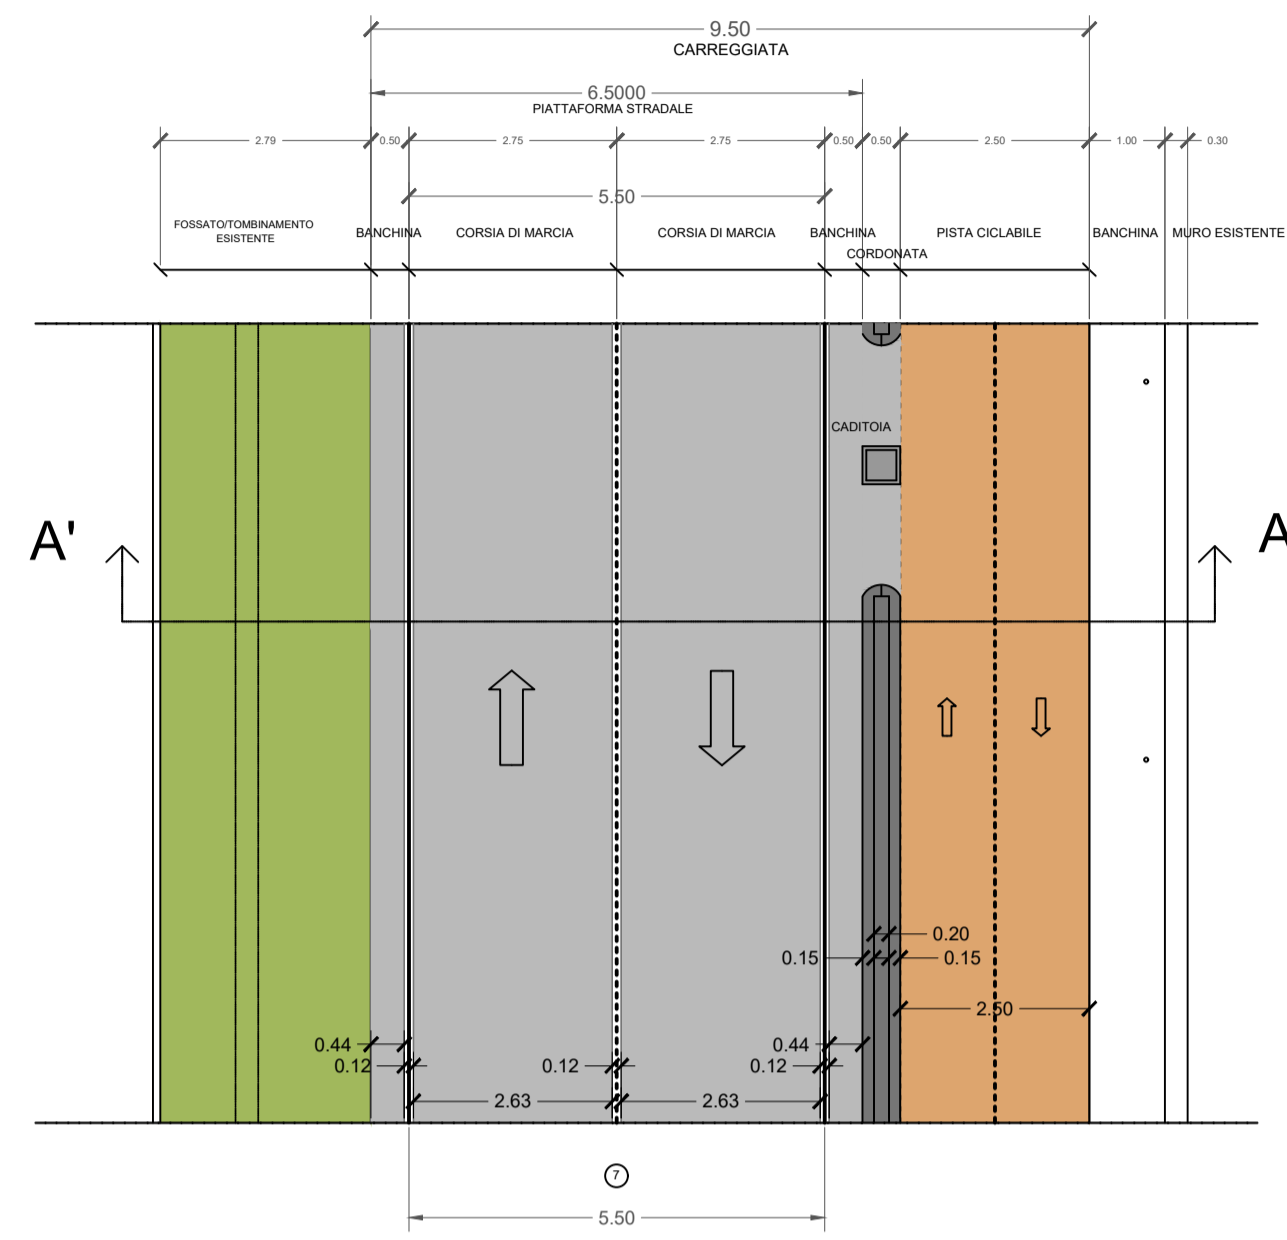 9.50
CARREGGIATA
6.5000
PIATTAFORMA STRADALE
2.79 0.50 2.75 2.75 0.50 0.50 2.50 1.00 0.30
5.50
FOSSATO/TOMBINAMENTO
ESISTENTE
BANCHINA CORSIA DI MARCIA CORSIA DI MARCIA BANCHINA PISTA CICLABILE BANCHINA MURO ESISTENTE
CORDONATA
CADITOIA
A' A
0.20
0.15 0.15
2.50
0.44 0.44
0.12 0.12 0.12
2.63 2.63
7
5.50